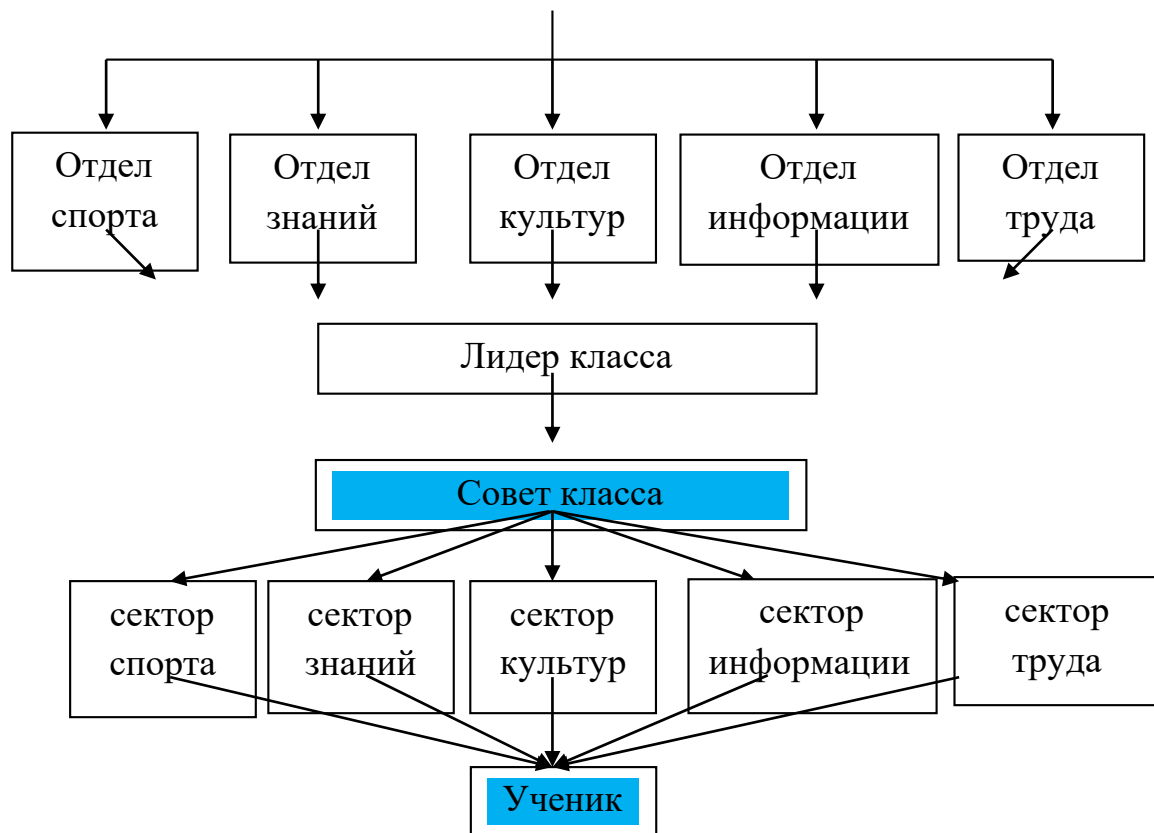 Отдел
спорта
Отдел
знаний
Отдел
культур
Отдел
информации
Отдел
труда
Лидер класса
Совет класса
сектор
спорта
сектор
знаний
сектор
культур
сектор
информации
сектор
труда
Ученик